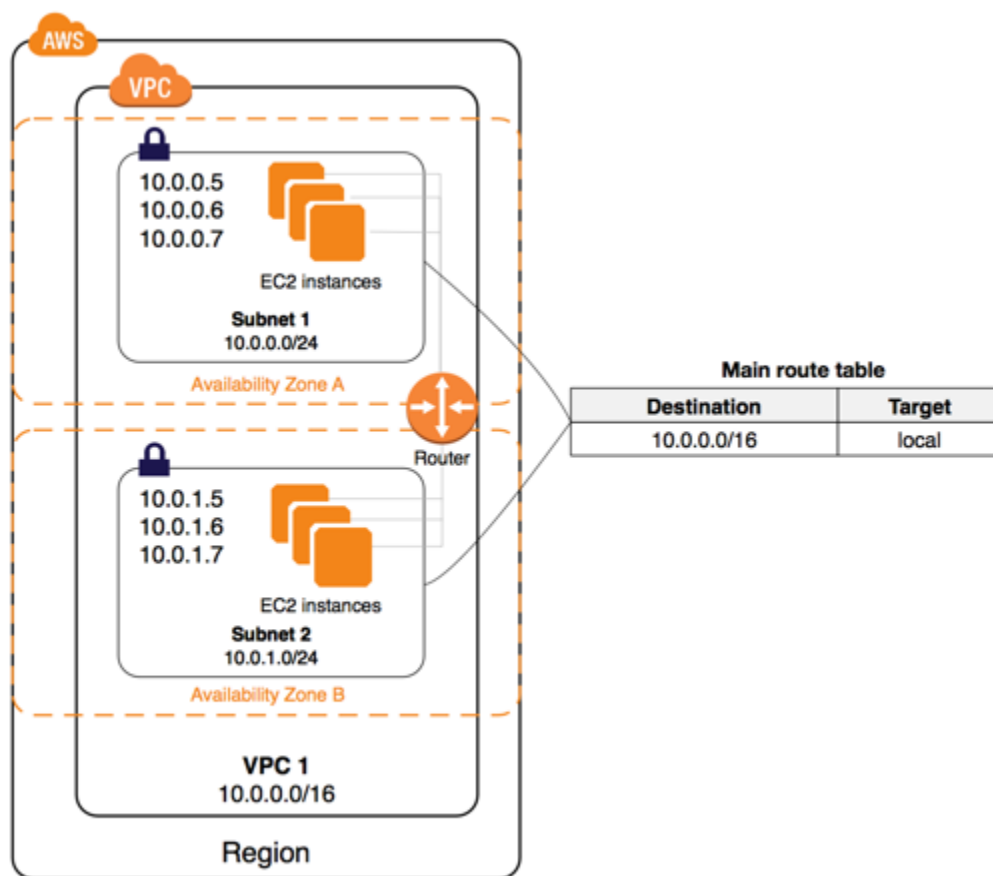 AWS
VPC
10.0.0.5
10.0.0.6
10.0.0.7
EC2 instances
Subnet 1
10.0.0.0/24
Availability Zone A
Router
10.0.1.5
10.0.1.6
10.0.1.7
EC2 instances
Subnet 2
10.0.1.0/24
Availability Zone B
VPC 1
10.0.0.0/16
Region
Main route table
Destination Target
10.0.0.0/16 local